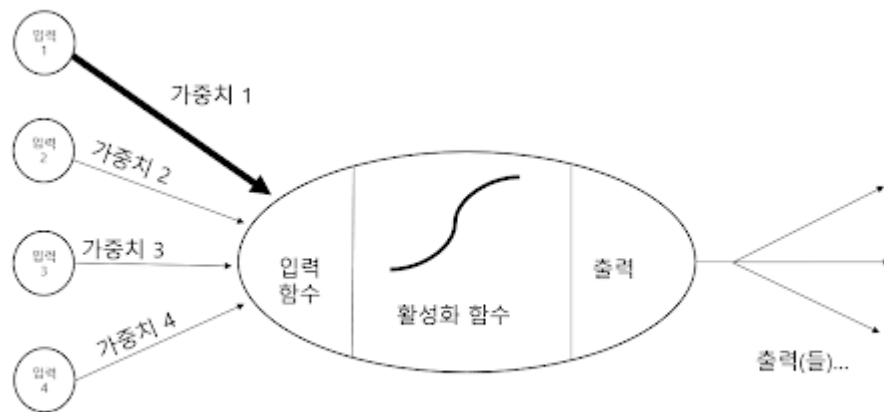 입력
1
가중치 1
입력
2
가중치 2
입력
3
가중치 3
입력
4
가중치 4
입력
함수
활성화 함수
출력
출력(들)...